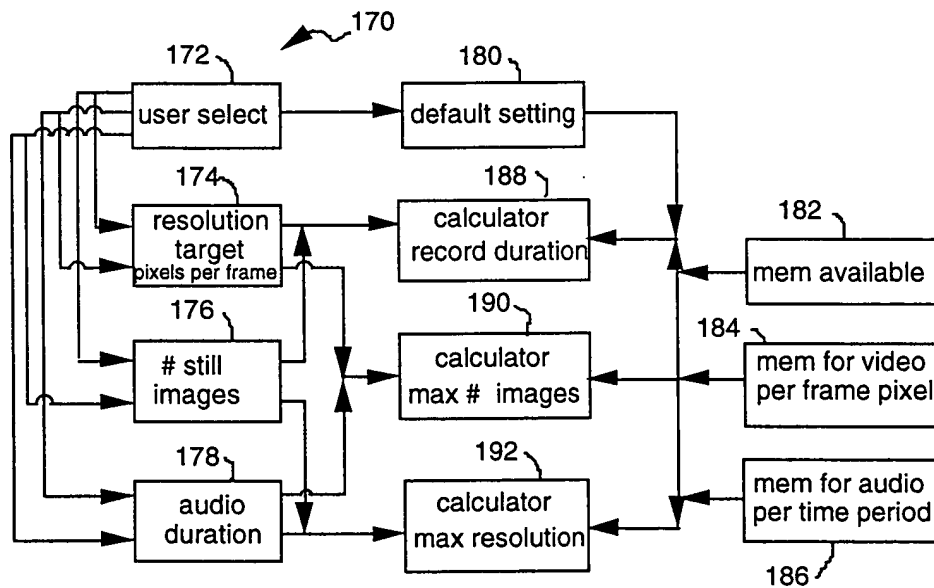 170
172
user select
180
default setting
174
resolution
target
pixels per frame
188
calculator
record duration
182
mem available
176
# still
images
190
calculator
max # images
184
mem for video
per frame pixel
178
audio
duration
192
calculator
max resolution
mem for audio
per time period
186